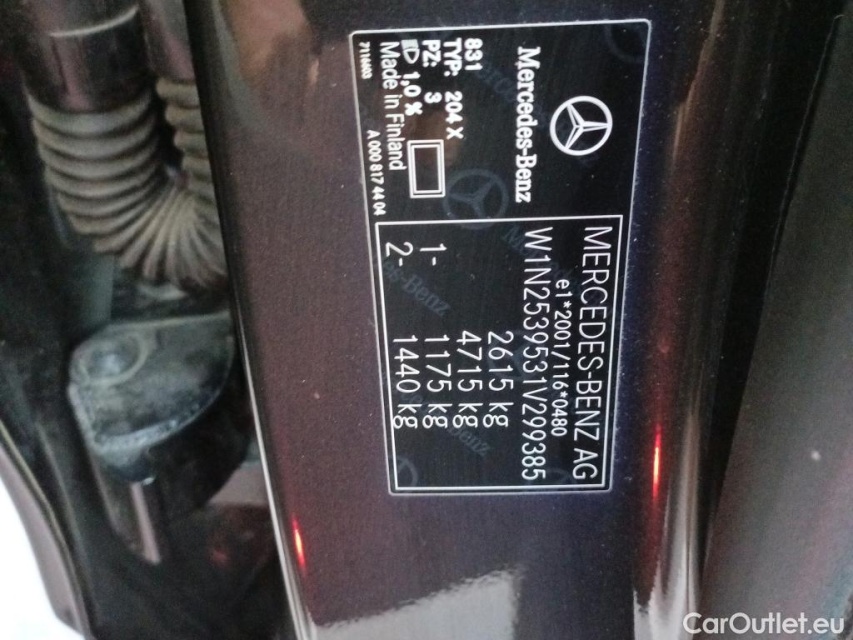 Mercedes-Benz
831
TYP: 204 X
PZ: 3
1,0 %
Made in Finland
7116403
A 000 817 44 04
MERCEDES-BENZ AG
e1*2001/116*0480
W1N2539531V299385
2615 kg
4715 kg
1- 1175 kg
2- 1440 kg
CarOutlet.eu